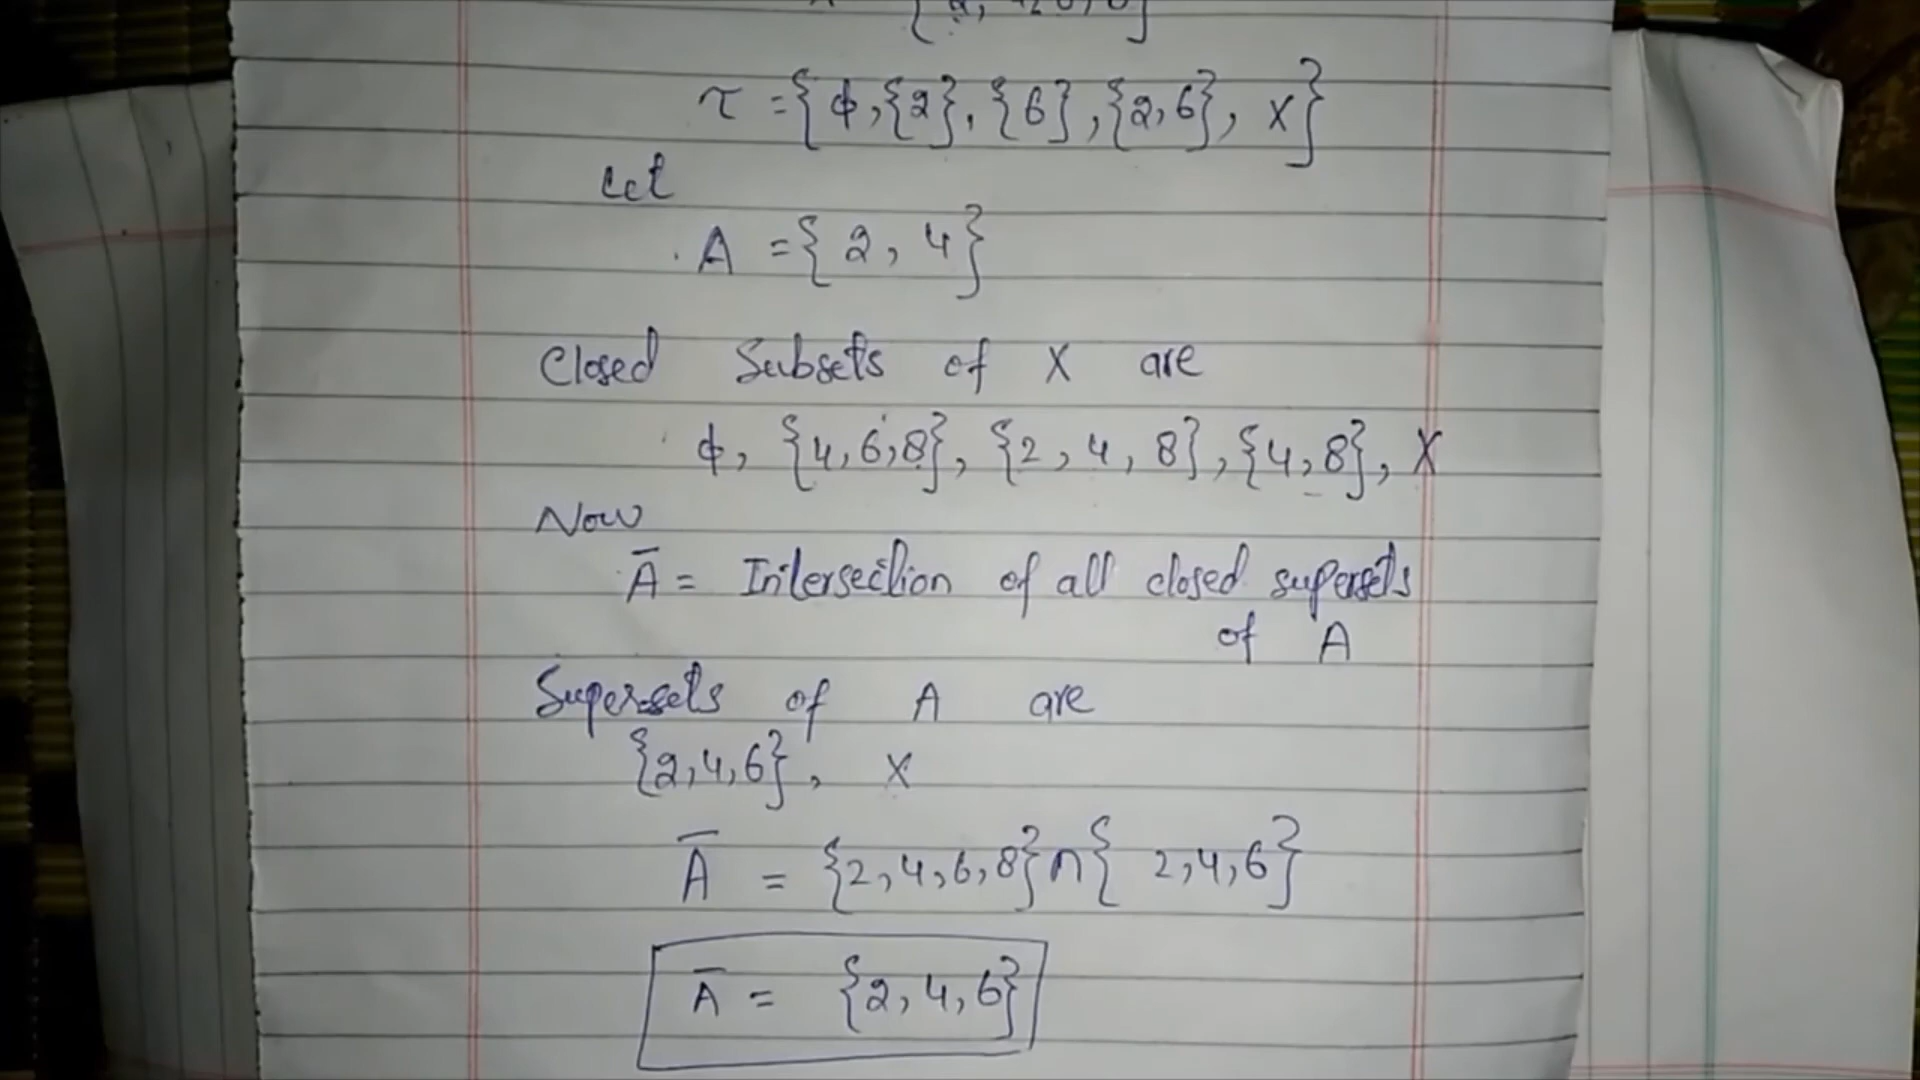 τ = {ϕ, {2}, {6}, {2,6}, X}
Let
A = {2, 4}
Closed Subsets of X are
ϕ, {4,6,8}, {2,4,8}, {4,8}, X
Now
A̅ = Intersection of all closed supersets
of A
Supersets of A are
{2,4,6}, X
A̅ = {2,4,6,8} ∩ { 2,4,6}
A̅ = {2,4,6}